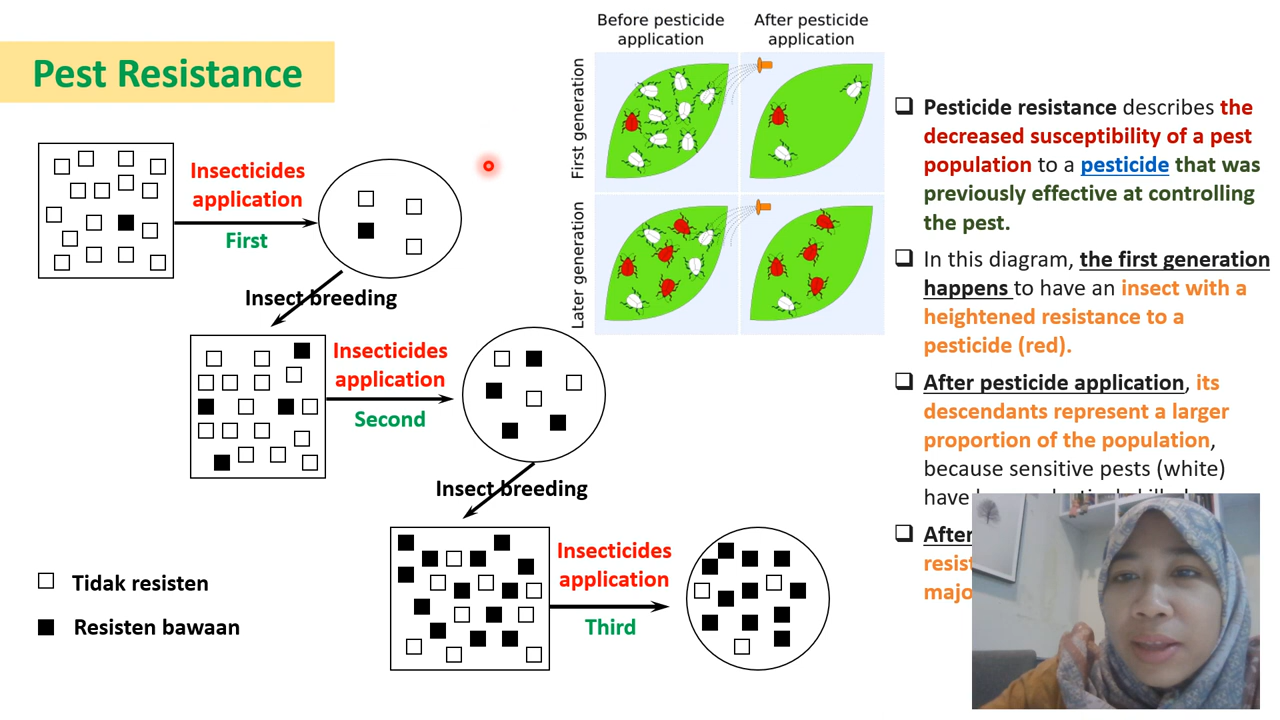 Pest Resistance
Insecticides
application
First
Insect breeding
Insecticides
application
Second
Insect breeding
Insecticides
application
Third
Tidak resisten
Resisten bawaan
Before pesticide
application
After pesticide
application
First generation
Later generation
Pesticide resistance describes the
decreased susceptibility of a pest
population to a pesticide that was
previously effective at controlling
the pest.
In this diagram, the first generation
happens to have an insect with a
heightened resistance to a
pesticide (red).
After pesticide application, its
descendants represent a larger
proportion of the population,
because sensitive pests (white)
have
After